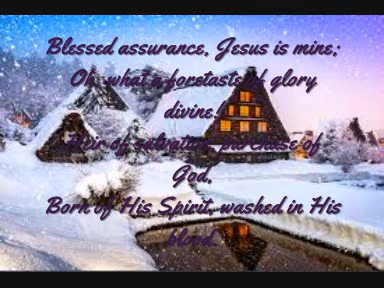 Blessed assurance, Jesus is mine;
Oh, what a foretaste of glory
divine!
Heir of salvation, purchase of
God,
Born of His Spirit, washed in His
blood.